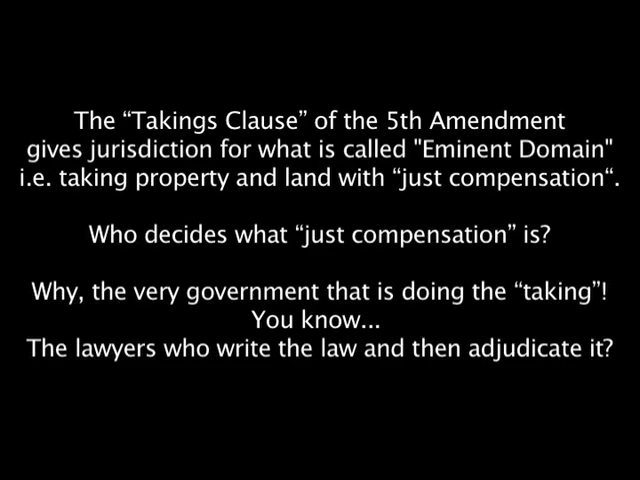 The “Takings Clause” of the 5th Amendment
gives jurisdiction for what is called "Eminent Domain"
i.e. taking property and land with “just compensation“.
Who decides what “just compensation” is?
Why, the very government that is doing the “taking”!
You know...
The lawyers who write the law and then adjudicate it?